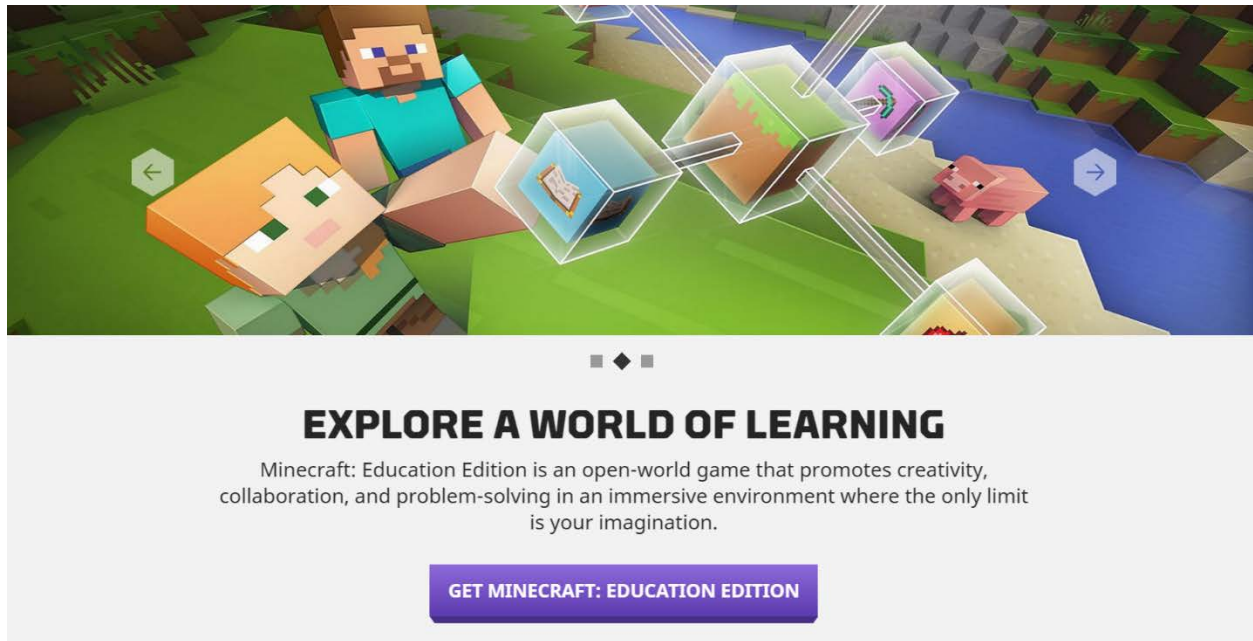 EXPLORE A WORLD OF LEARNING
Minecraft: Education Edition is an open-world game that promotes creativity,
collaboration, and problem-solving in an immersive environment where the only limit
is your imagination.
GET MINECRAFT: EDUCATION EDITION